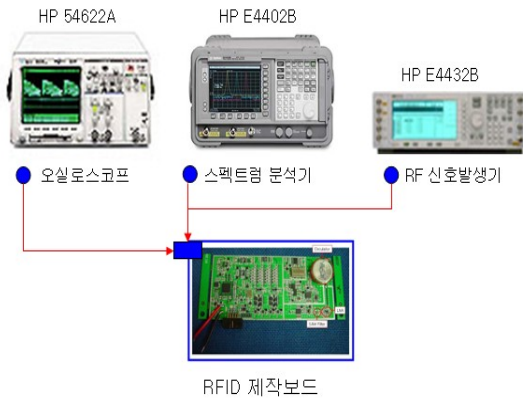 HP 54622A
HP E4402B
HP E4432B
오실로스코프
스펙트럼 분석기
RF 신호발생기
RFID 제작보드